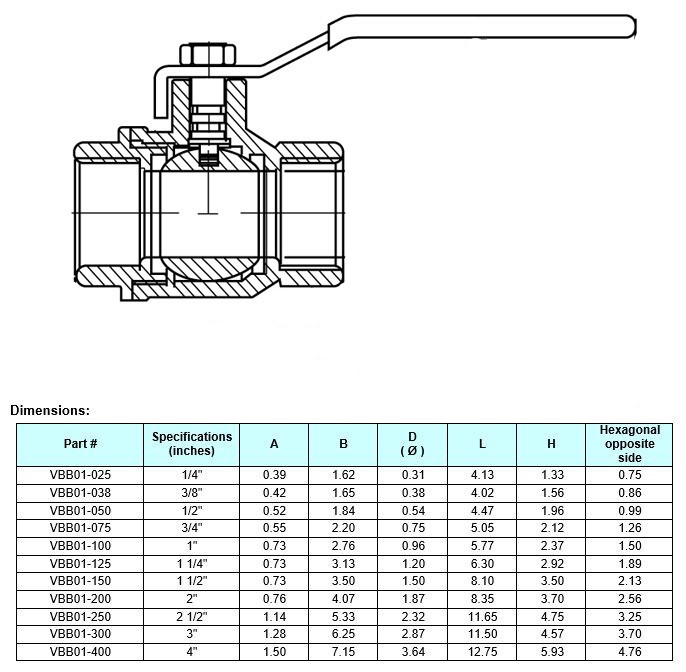 Dimensions:
Part # Specifications (inches) A B D ( Ø ) L H Hexagonal opposite side
VBB01-025 1/4" 0.39 1.62 0.31 4.13 1.33 0.75
VBB01-038 3/8" 0.42 1.65 0.38 4.02 1.56 0.86
VBB01-050 1/2" 0.52 1.84 0.54 4.47 1.96 0.99
VBB01-075 3/4" 0.55 2.20 0.75 5.05 2.12 1.26
VBB01-100 1" 0.73 2.76 0.96 5.77 2.37 1.50
VBB01-125 1 1/4" 0.73 3.13 1.20 6.30 2.92 1.89
VBB01-150 1 1/2" 0.73 3.50 1.50 8.10 3.50 2.13
VBB01-200 2" 0.76 4.07 1.87 8.35 3.70 2.56
VBB01-250 2 1/2" 1.14 5.33 2.32 11.65 4.75 3.25
VBB01-300 3" 1.28 6.25 2.87 11.50 4.57 3.70
VBB01-400 4" 1.50 7.15 3.64 12.75 5.93 4.76